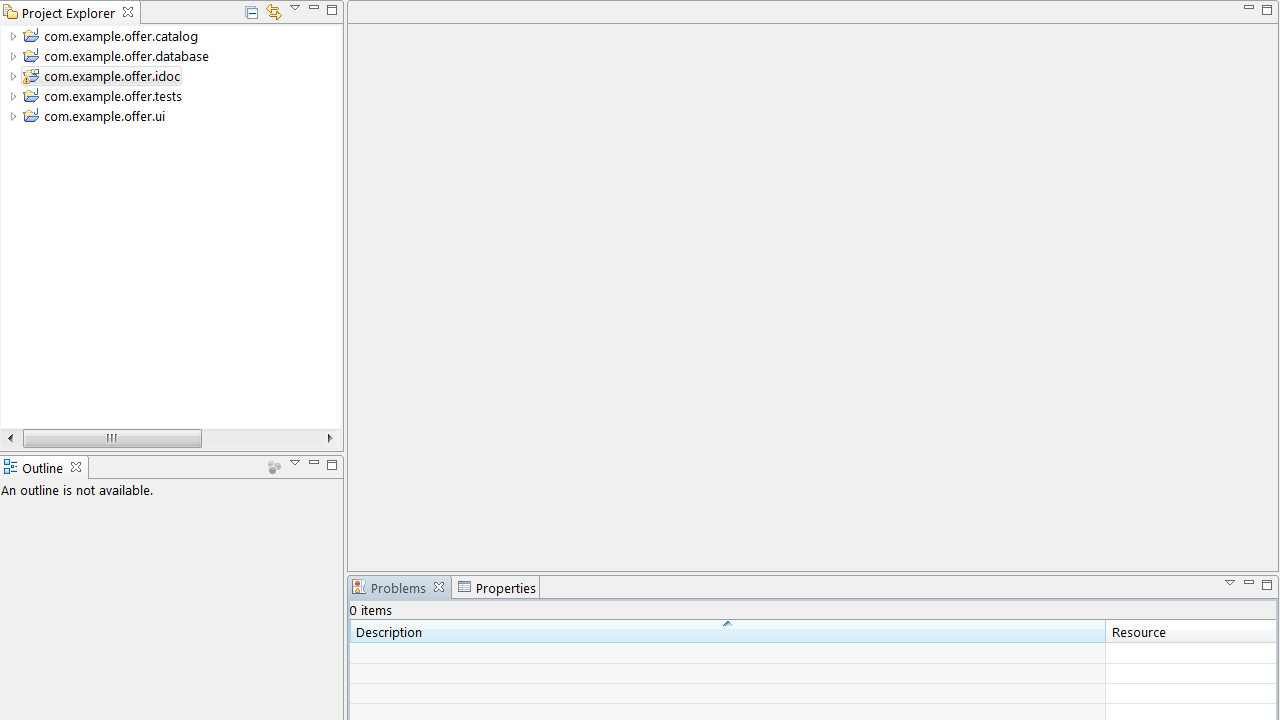 Project Explorer
com.example.offer.catalog
com.example.offer.database
com.example.offer.idoc
com.example.offer.tests
com.example.offer.ui
Outline
An outline is not available.
Problems
Properties
0 items
Description
Resource